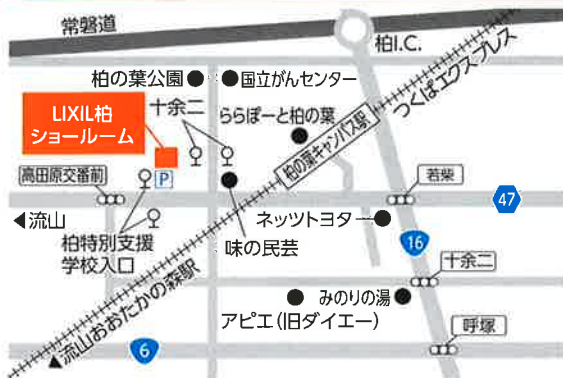 常磐道
柏I.C.
つくばエクスプレス
柏の葉公園
国立がんセンター
LIXIL柏
ショールーム
十余二
ららぽーと柏の葉
柏の葉キャンパス駅
高田原交番前
P
若柴
47
◀流山
柏特別支援
学校入口
味の民芸
ネッツトヨタ
16
十余二
みのりの湯
アピエ(旧ダイエー)
▲流山おおたかの森駅
6
呼塚